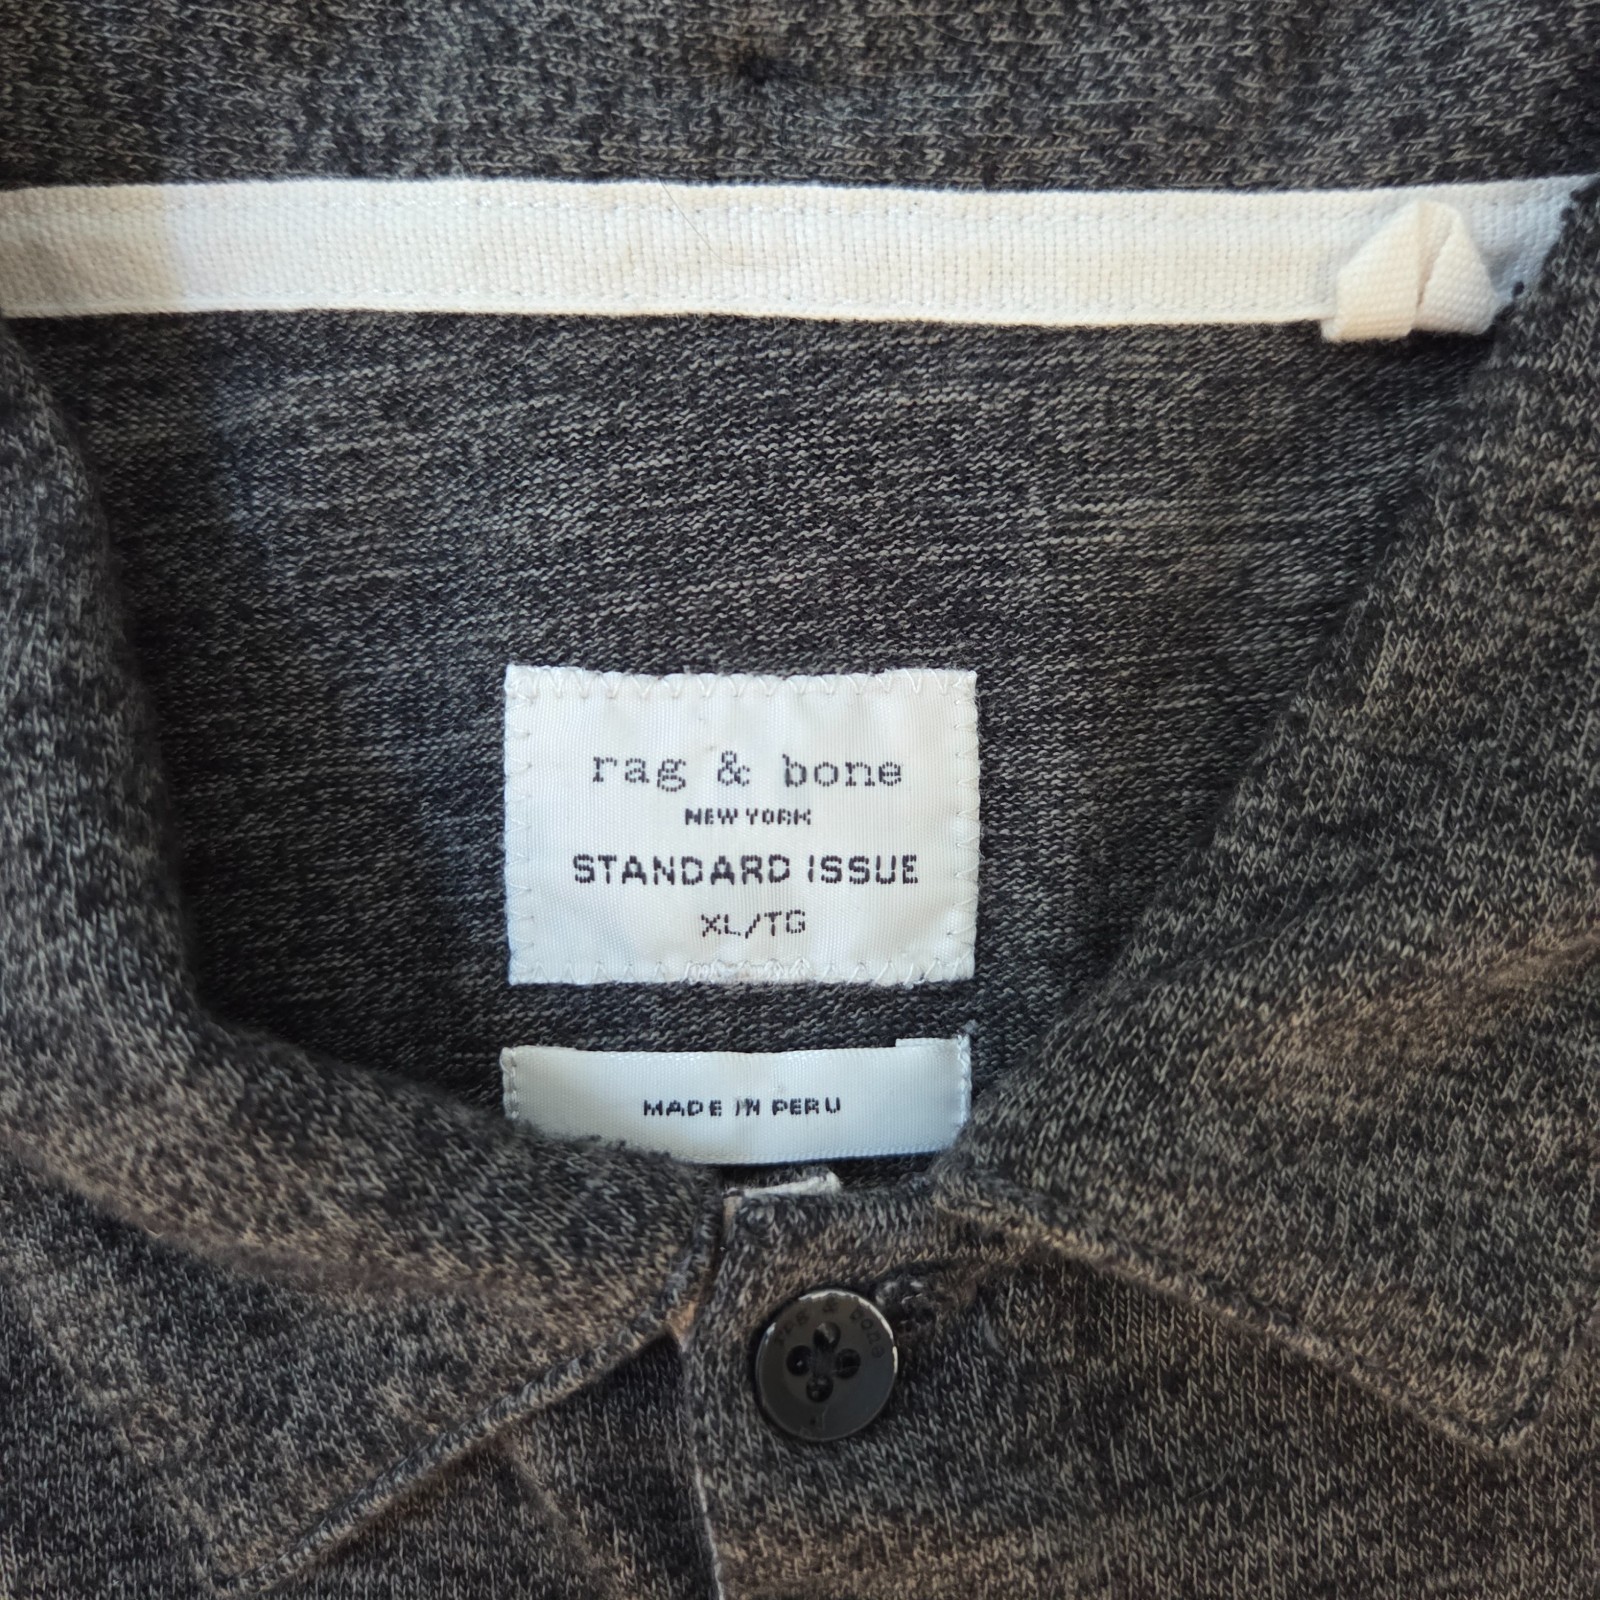 rag & bone
NEW YORK
STANDARD ISSUE
XL/TG
MADE IN PERU